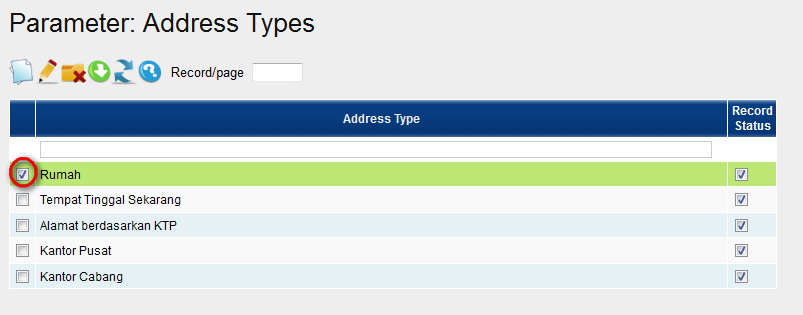 Parameter: Address Types
Record/page
Address Type
Record
Status
Rumah
Tempat Tinggal Sekarang
Alamat berdasarkan KTP
Kantor Pusat
Kantor Cabang